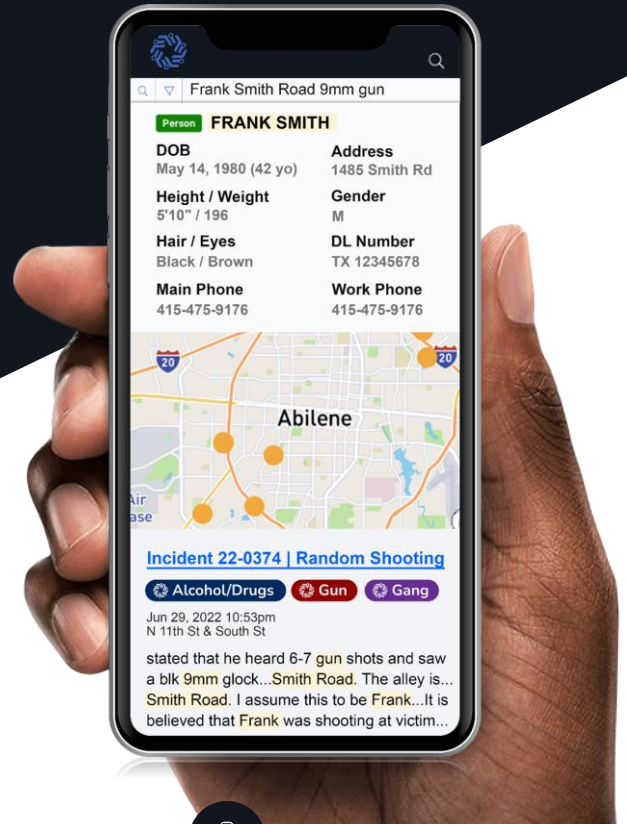 Frank Smith Road 9mm gun
Person FRANK SMITH
DOB Address
May 14, 1980 (42 yo) 1485 Smith Rd
Height / Weight Gender
5'10" / 196 M
Hair / Eyes DL Number
Black / Brown TX 12345678
Main Phone Work Phone
415-475-9176 415-475-9176
20 20
Abilene
Air
ase
Incident 22-0374 | Random Shooting
Alcohol/Drugs Gun Gang
Jun 29, 2022 10:53pm
N 11th St & South St
stated that he heard 6-7 gun shots and saw
a blk 9mm glock...Smith Road. The alley is...
Smith Road. I assume this to be Frank...It is
believed that Frank was shooting at victim...